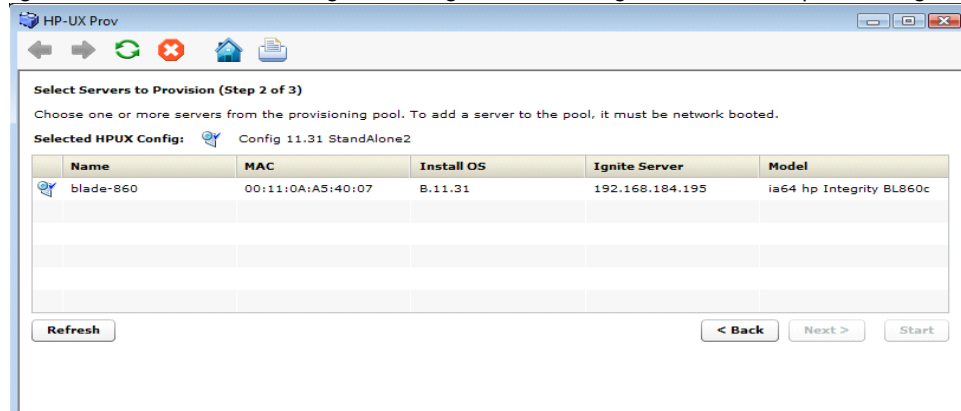 HP-UX Prov
Select Servers to Provision (Step 2 of 3)
Choose one or more servers from the provisioning pool. To add a server to the pool, it must be network booted.
Selected HPUX Config: Config 11.31 StandAlone2
Name MAC Install OS Ignite Server Model
blade-860 00:11:0A:A5:40:07 B.11.31 192.168.184.195 ia64 hp Integrity BL860c
Refresh < Back Next > Start